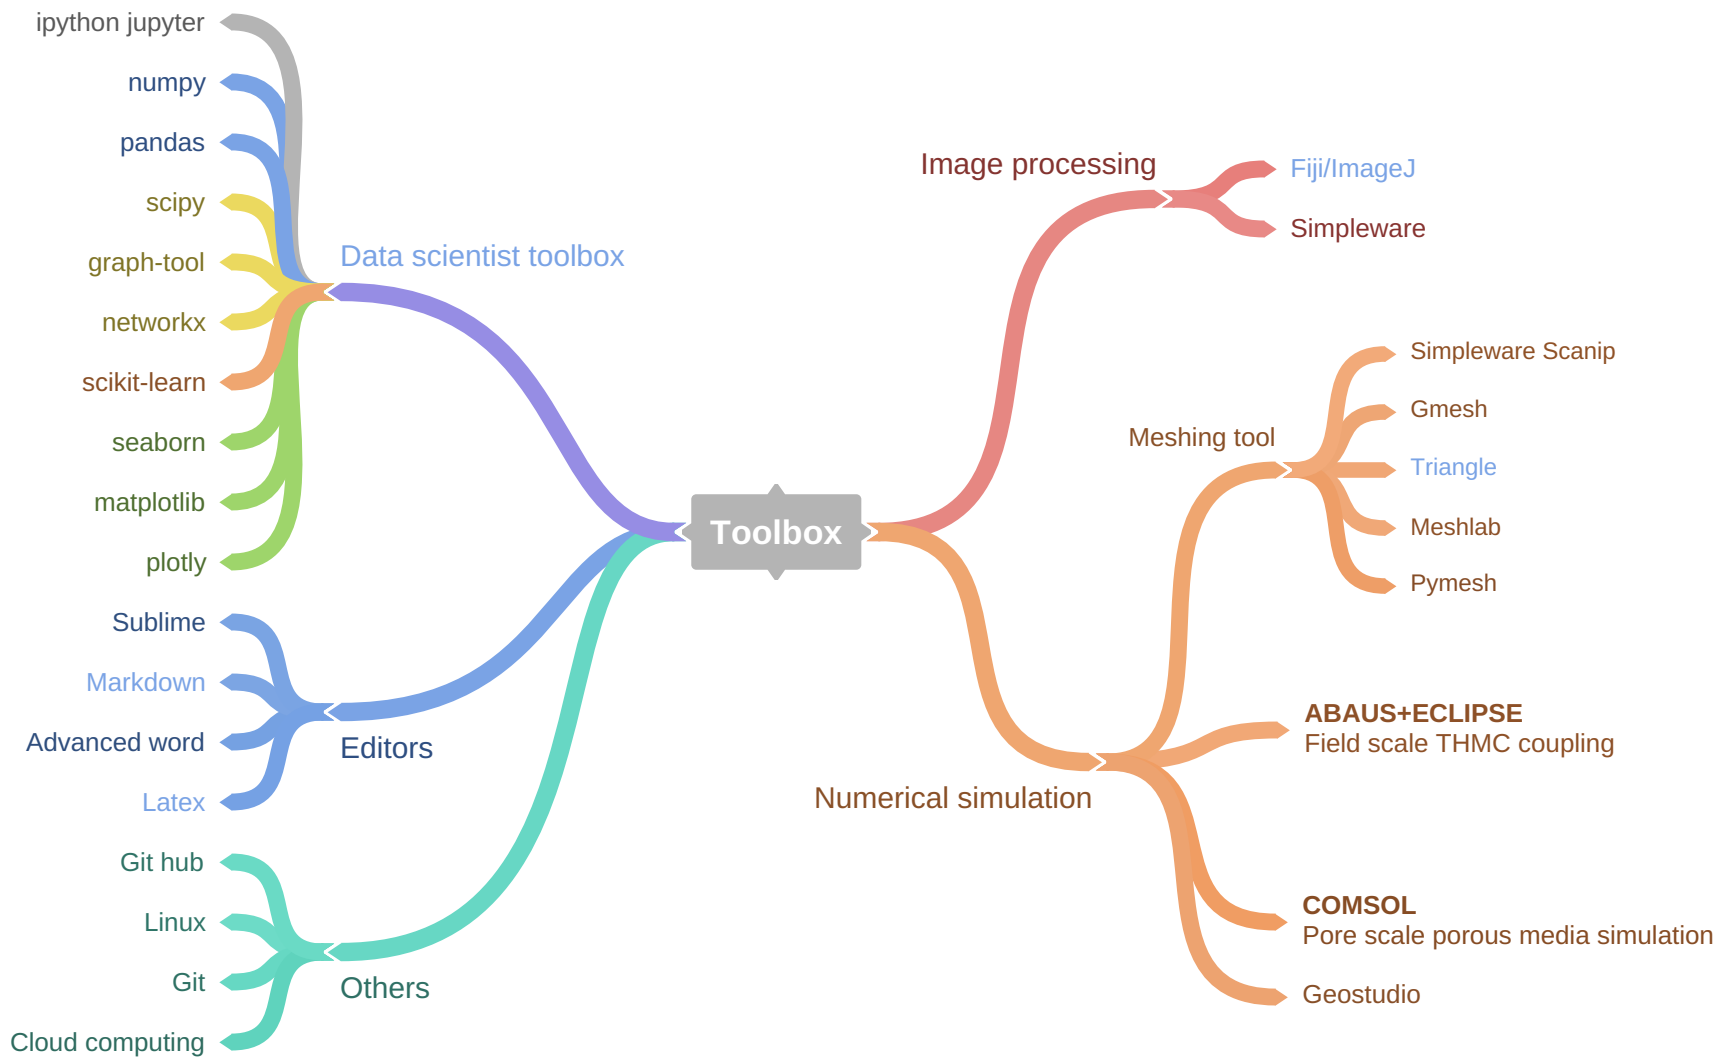 ipython jupyter
numpy
pandas
scipy
graph-tool
networkx
scikit-learn
seaborn
matplotlib
plotly
Data scientist toolbox
Sublime
Markdown
Advanced word
Latex
Editors
Git hub
Linux
Git
Cloud computing
Others
Toolbox
Image processing
Fiji/ImageJ
Simpleware
Meshing tool
Simpleware Scanip
Gmesh
Triangle
Meshlab
Pymesh
Numerical simulation
ABAUS+ECLIPSE
Field scale THMC coupling
COMSOL
Pore scale porous media simulation
Geostudio